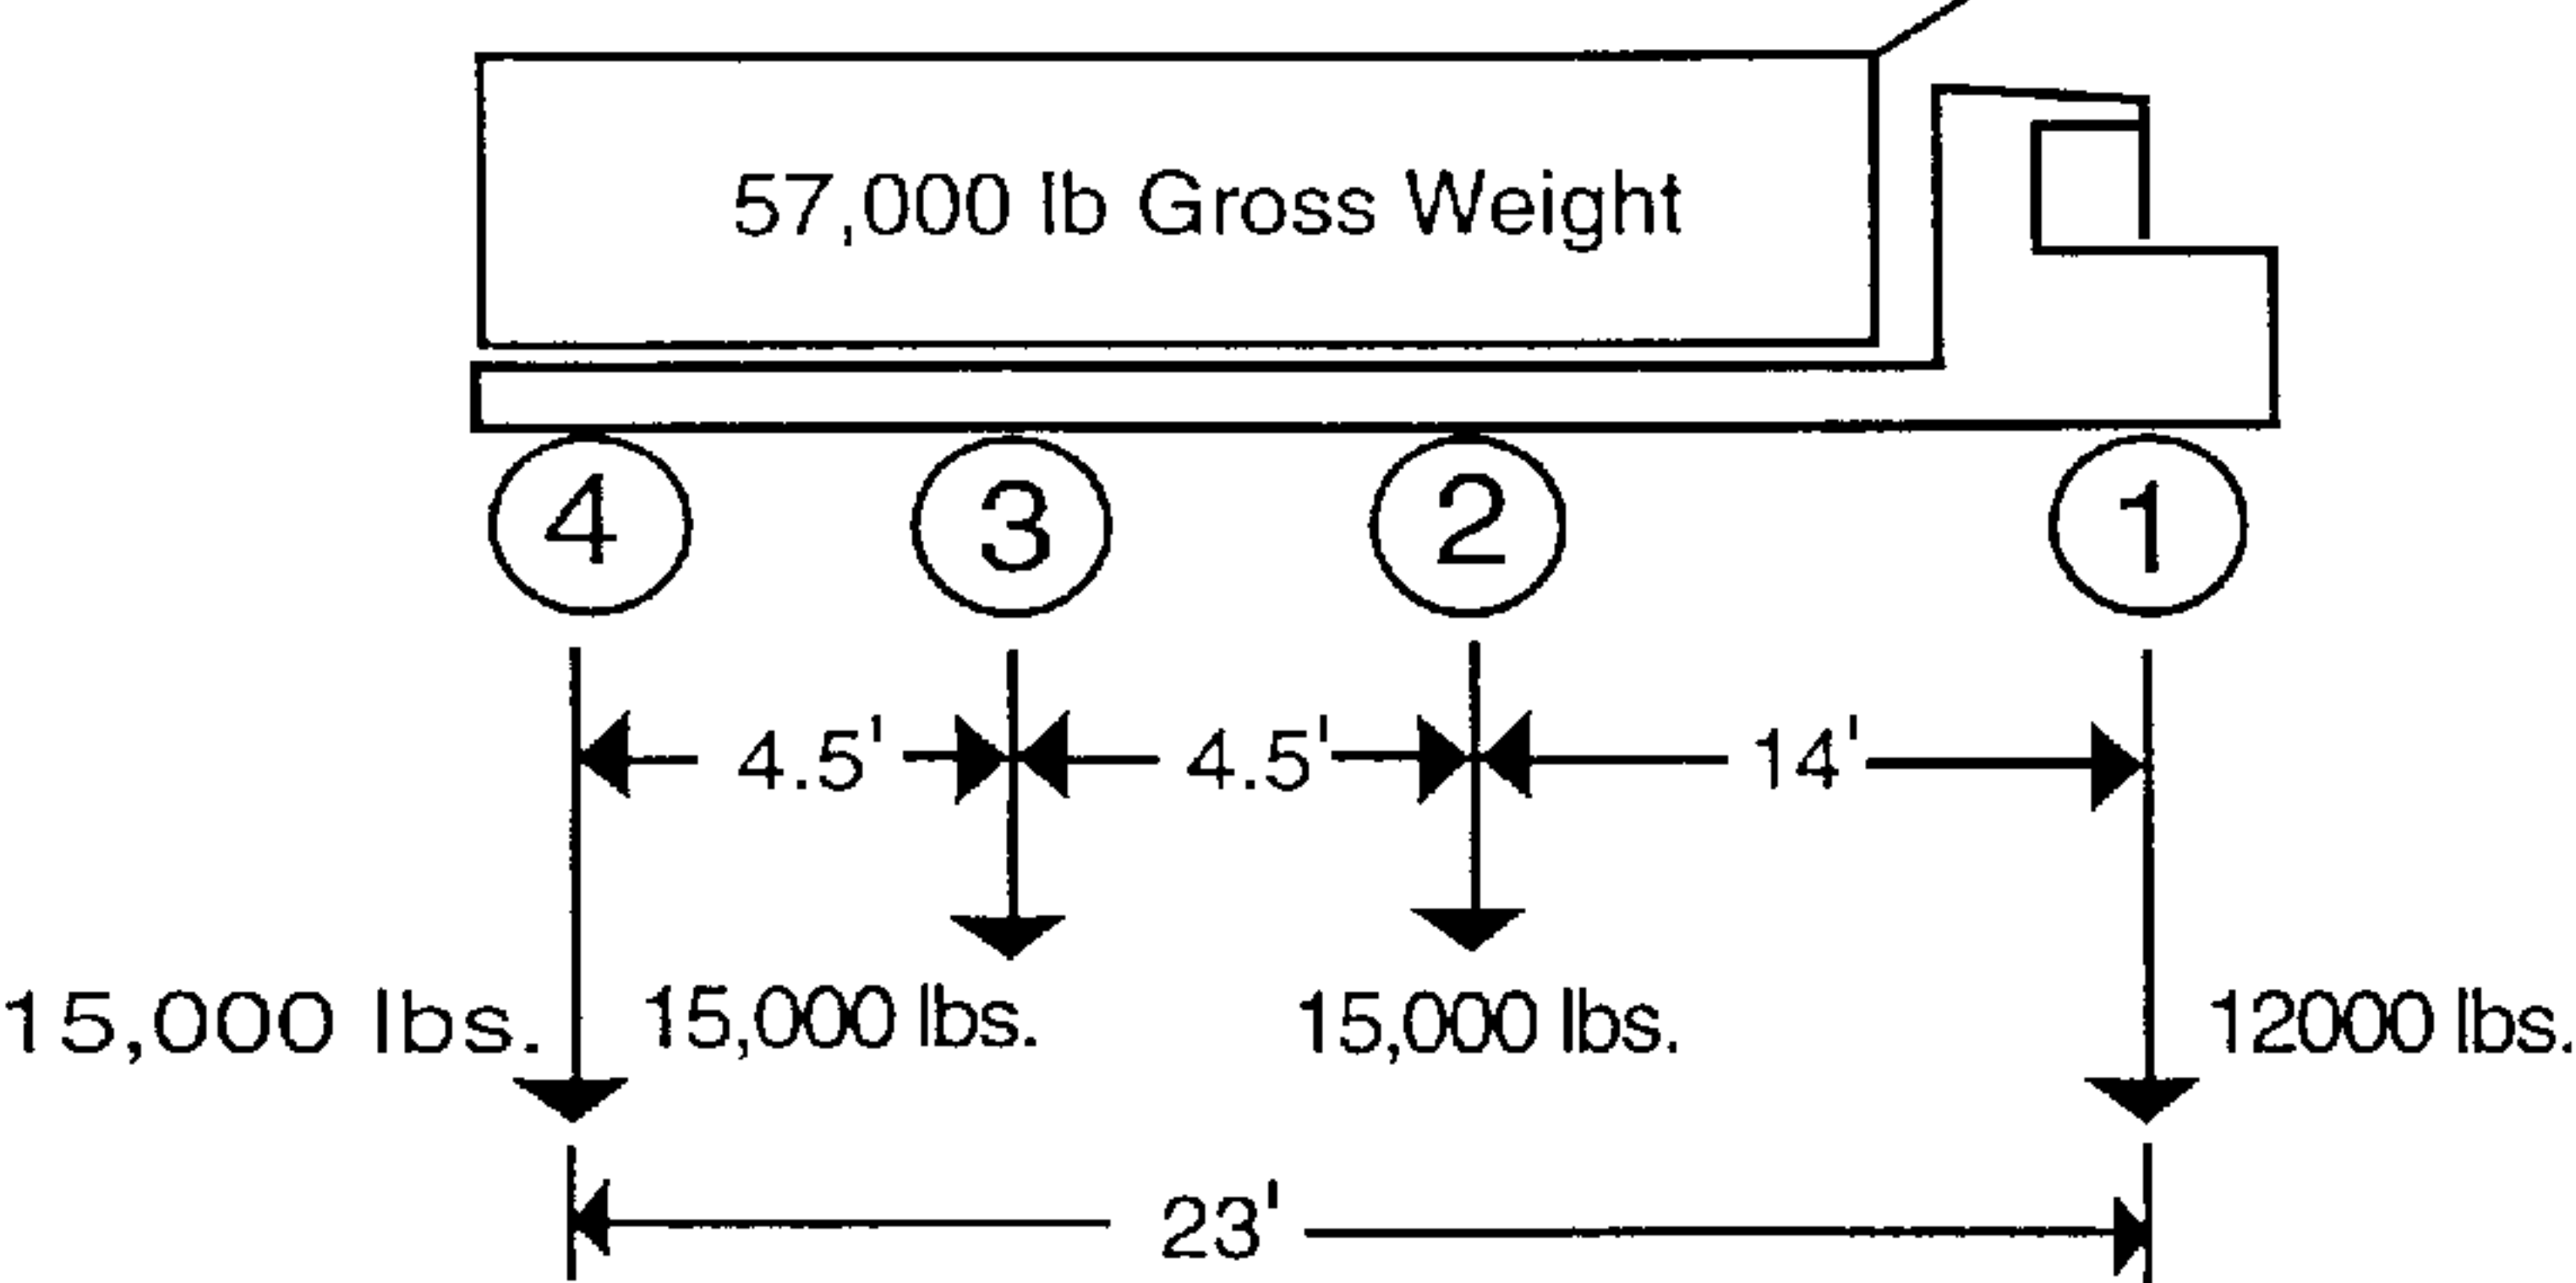 57,000 lb Gross Weight
4 3 2 1
4.5' 4.5' 14'
15,000 lbs. 15,000 lbs. 15,000 lbs. 12000 lbs.
23'